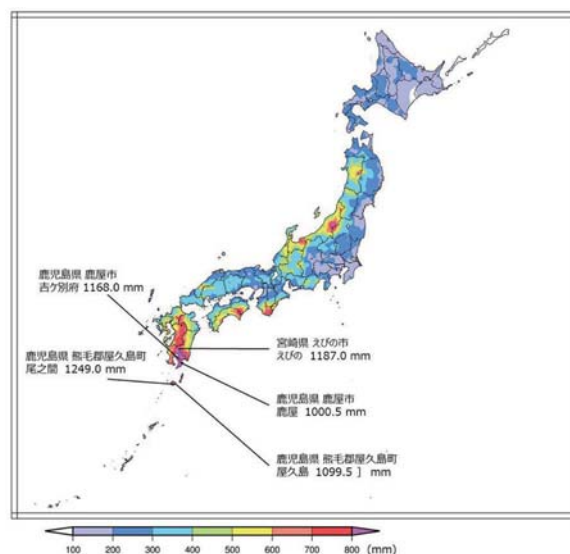 鹿児島県 鹿屋市
吉ケ別府 1168.0 mm
鹿児島県 熊毛郡屋久島町
尾之間 1249.0 mm
宮崎県 えびの市
えびの 1187.0 mm
鹿児島県 鹿屋市
鹿屋 1000.5 mm
鹿児島県 熊毛郡屋久島町
屋久島 1099.5 ] mm
100 200 300 400 500 600 700 800 (mm)